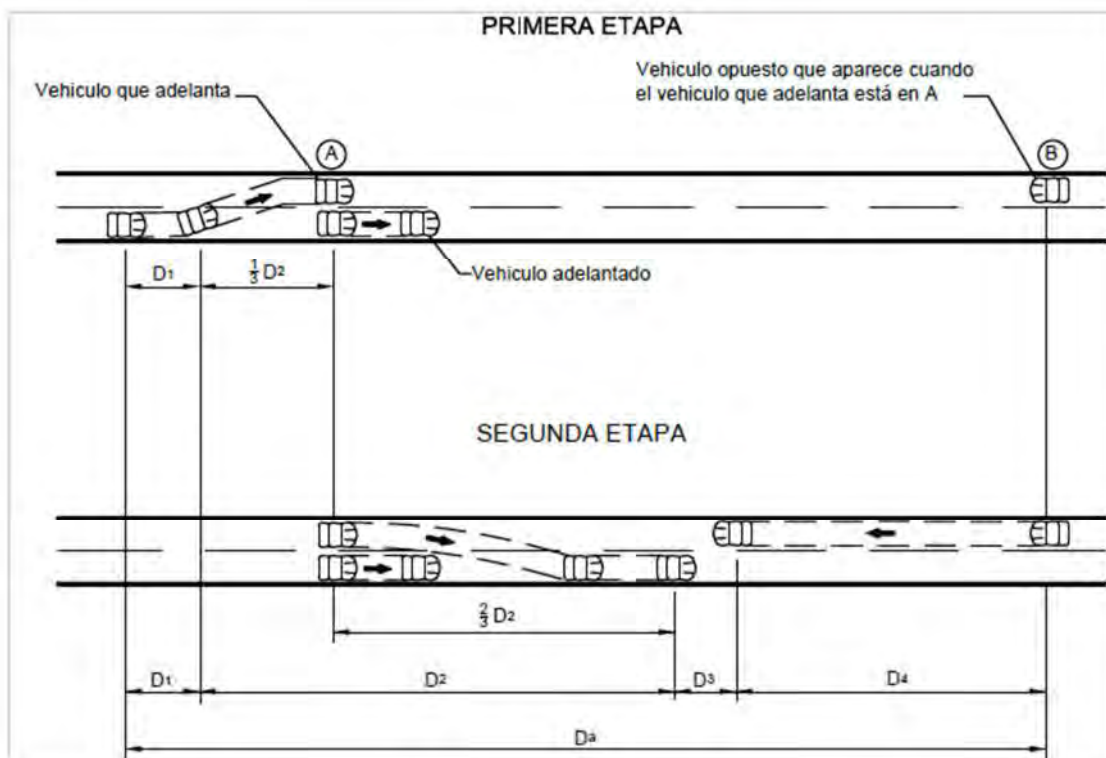 PRIMERA ETAPA
Vehiculo que adelanta
Vehiculo opuesto que aparece cuando
el vehiculo que adelanta está en A
A
B
Vehiculo adelantado
D1
1/3 D2
SEGUNDA ETAPA
2/3 D2
D1
D2
D3
D4
Da